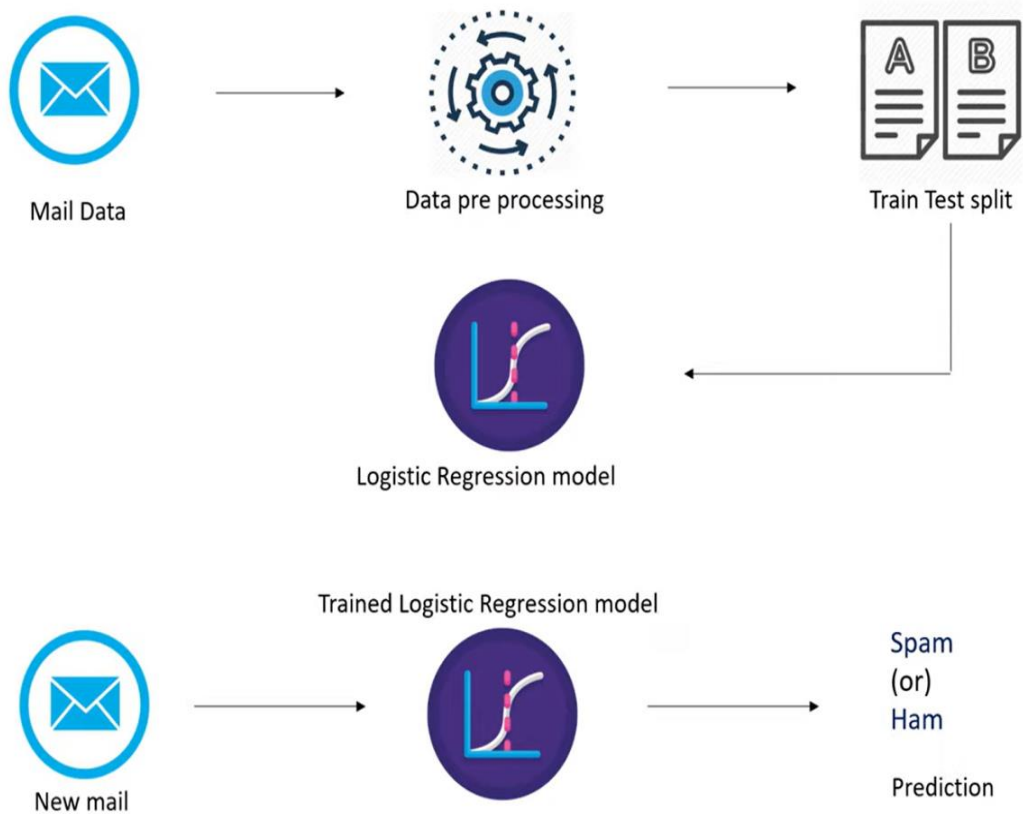 Mail Data
Data pre processing
A B
Train Test split
Logistic Regression model
Trained Logistic Regression model
New mail
Spam
(or)
Ham
Prediction